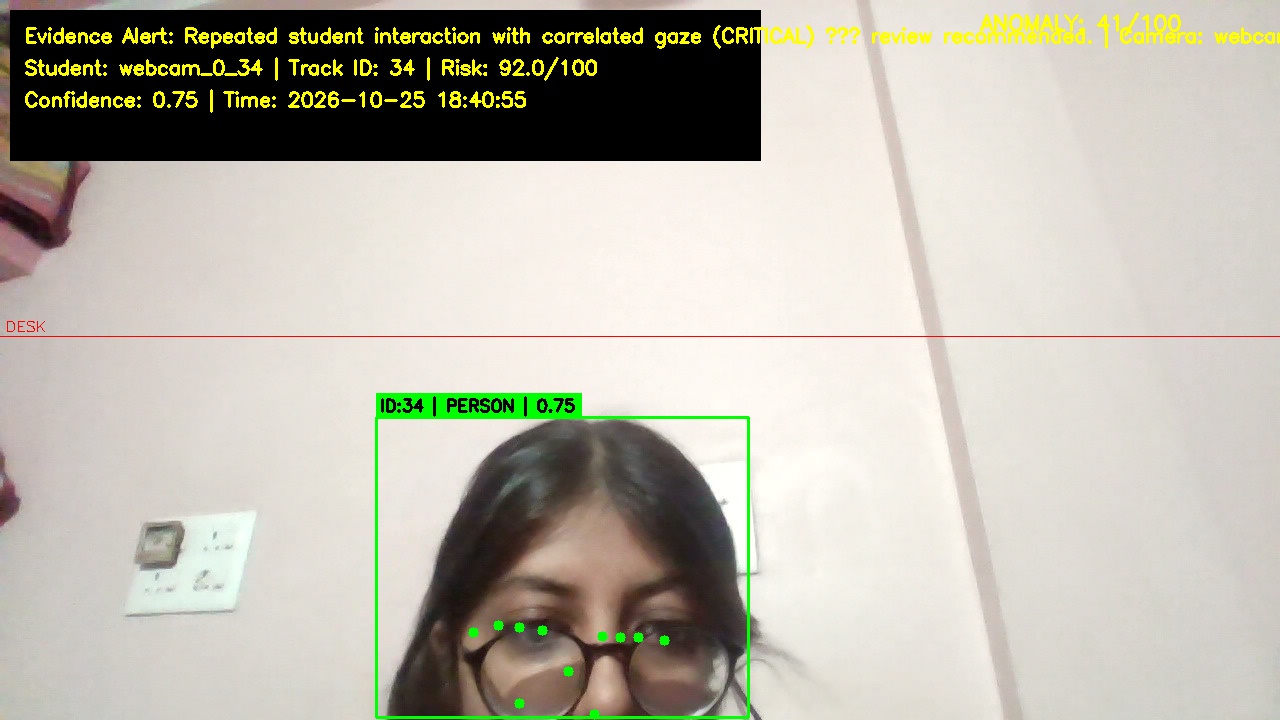 Evidence Alert: Repeated student interaction with correlated gaze (CRITICAL) ??? review recommended. | Camera: webca
ANOMALY: 41/100
Student: webcam_0_34 | Track ID: 34 | Risk: 92.0/100
Confidence: 0.75 | Time: 2026-10-25 18:40:55
DESK
ID:34 | PERSON | 0.75